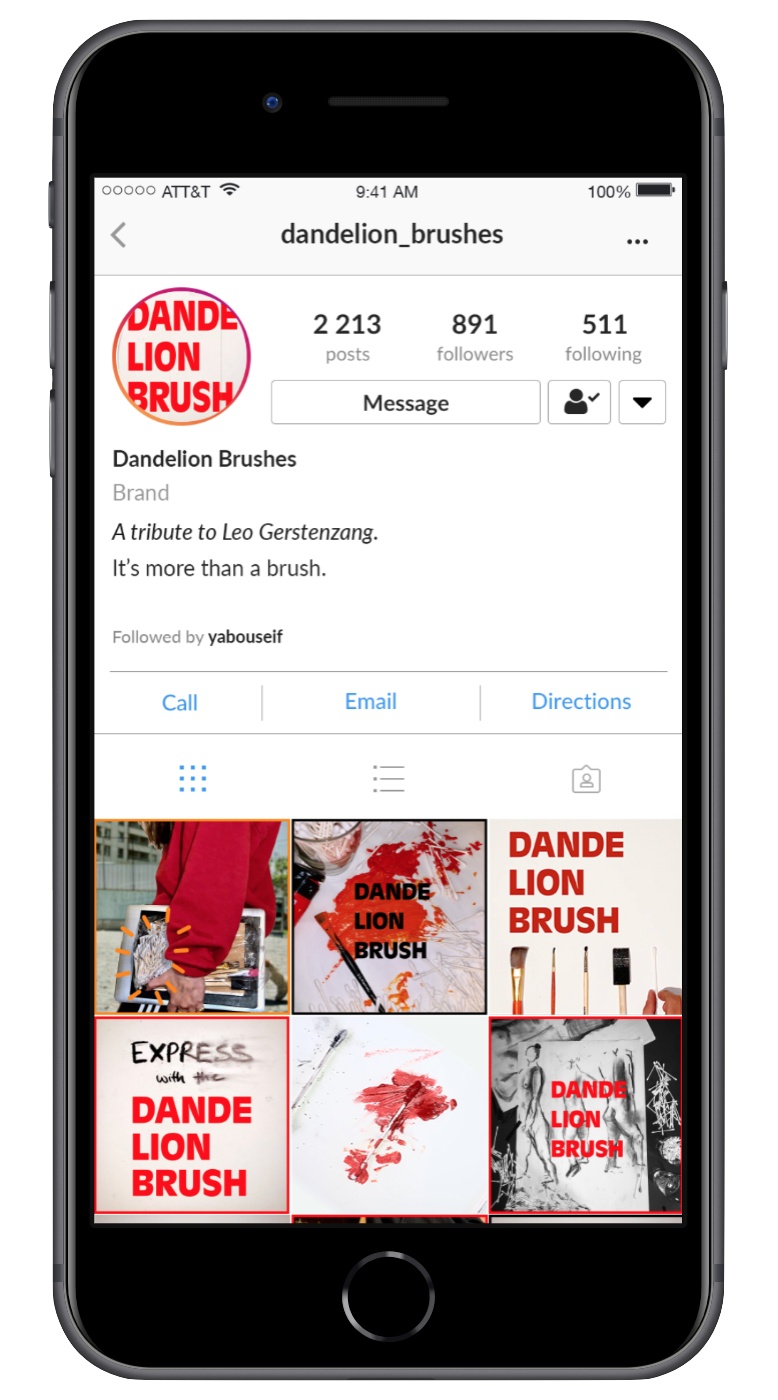 ATT&T 9:41 AM 100%
dandelion_brushes
DANDE
LION
BRUSH
2 213 891 511
posts followers following
Message
Dandelion Brushes
Brand
A tribute to Leo Gerstenzang.
It's more than a brush.
Followed by yabouseif
Call Email Directions
DANDE
LION
BRUSH
DANDE
LION
BRUSH
EXPRESS
with the
DANDE
LION
BRUSH
DANDE
LION
BRUSH